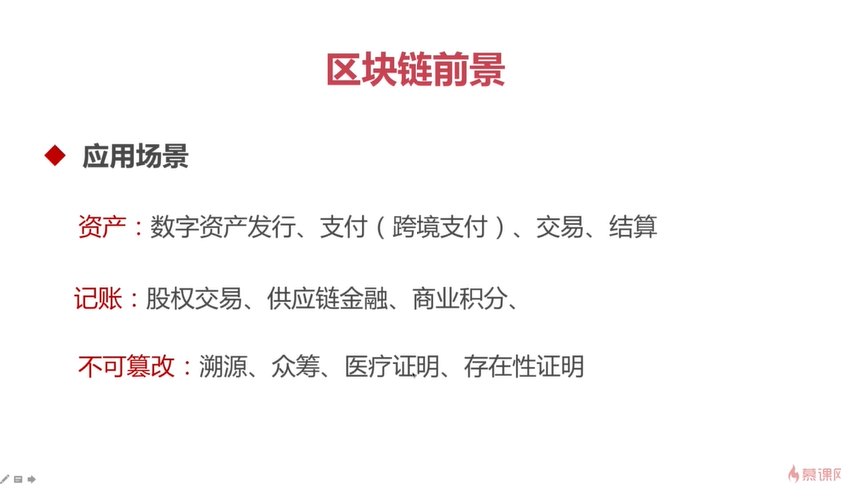 区块链前景
应用场景
资产：数字资产发行、支付（跨境支付）、交易、结算
记账：股权交易、供应链金融、商业积分、
不可篡改：溯源、众筹、医疗证明、存在性证明
慕课网